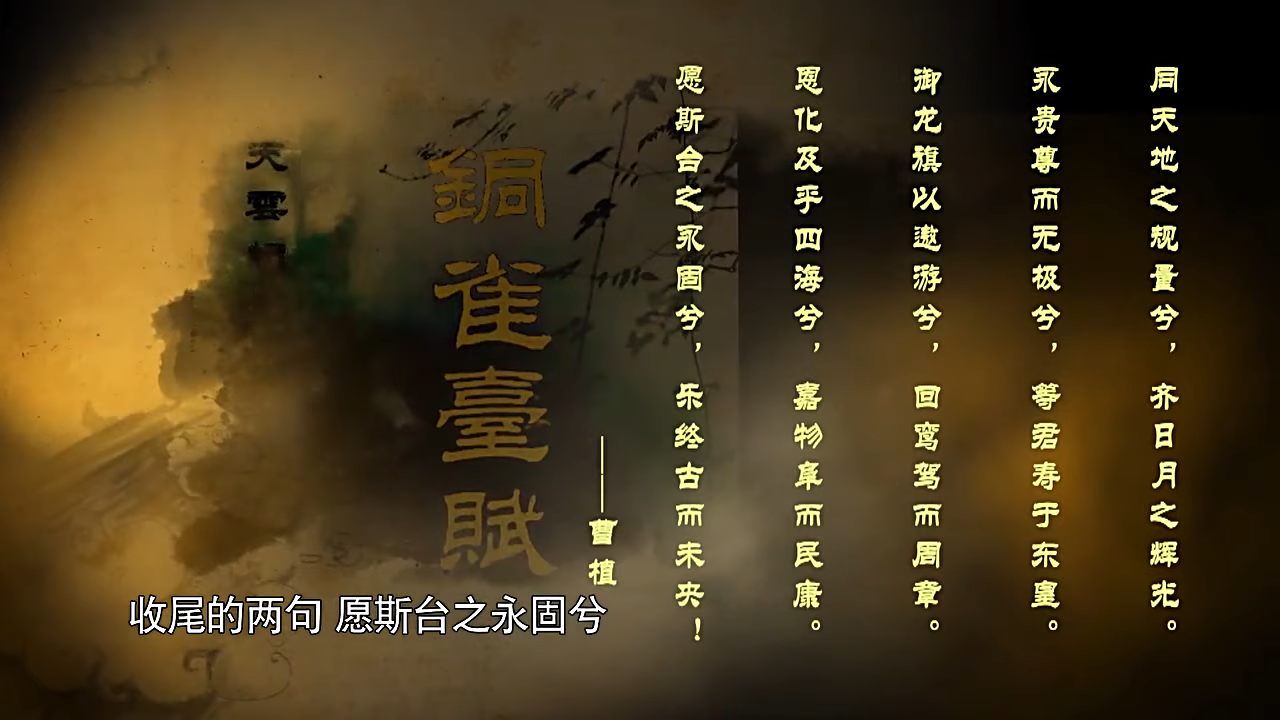 同天地之规量兮，齐日月之辉光。
永贵尊而无极兮，等君寿于东皇。
御龙旗以遨游兮，回鸾驾而周章。
恩化及乎四海兮，嘉物阜而民康。
愿斯台之永固兮，乐终古而未央！
——曹植
銅雀臺賦
天雲
收尾的两句 愿斯台之永固兮